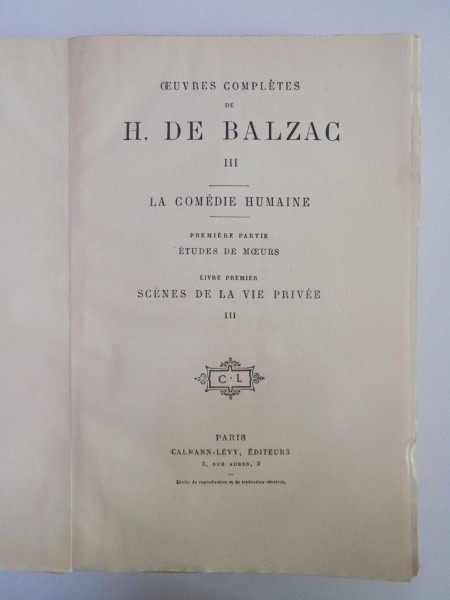 ŒUVRES COMPLÈTES
DE
H. DE BALZAC
III
LA COMÉDIE HUMAINE
PREMIÈRE PARTIE
ÉTUDES DE MŒURS
LIVRE PREMIER
SCÈNES DE LA VIE PRIVÉE
III
C·L
PARIS
CALMANN-LÉVY, ÉDITEURS
3, RUE AUBER, 3
Droits de reproduction et de traduction réservés.